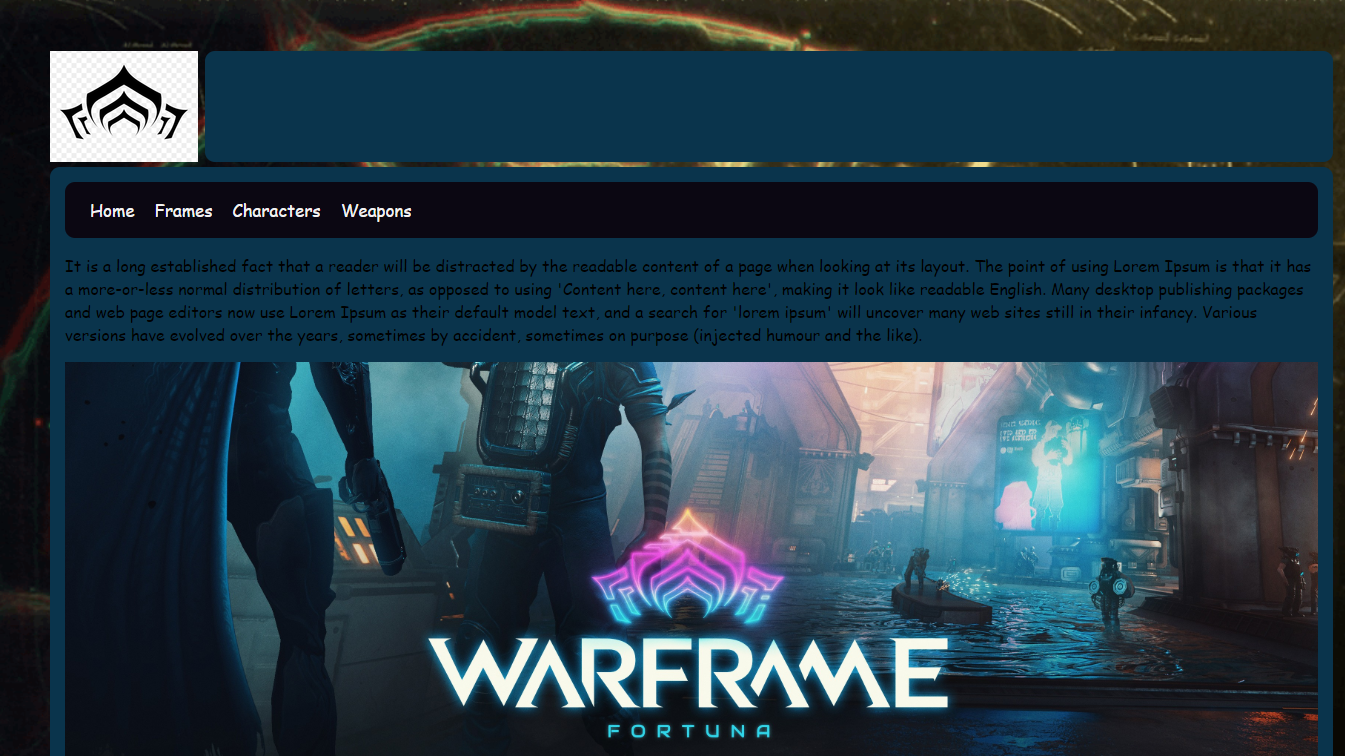 Home Frames Characters Weapons
It is a long established fact that a reader will be distracted by the readable content of a page when looking at its layout. The point of using Lorem Ipsum is that it has
a more-or-less normal distribution of letters, as opposed to using 'Content here, content here', making it look like readable English. Many desktop publishing packages
and web page editors now use Lorem Ipsum as their default model text, and a search for 'lorem ipsum' will uncover many web sites still in their infancy. Various
versions have evolved over the years, sometimes by accident, sometimes on purpose (injected humour and the like).
WARFRAME
FORTUNA